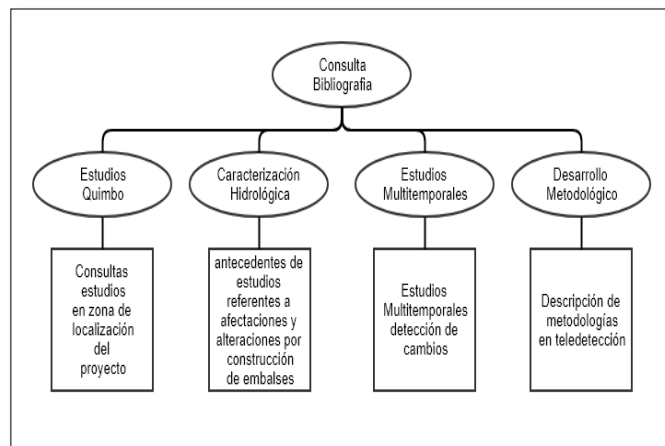 Consulta
Bibliografia
Estudios
Quimbo
Caracterización
Hidrológica
Estudios
Multitemporales
Desarrollo
Metodológico
Consultas
estudios
en zona de
localización
del
proyecto
antecedentes de
estudios
referentes a
afectaciones y
alteraciones por
construcción
de embalses
Estudios
Multitemporales
detección de
cambios
Descripción de
metodologías
en teledetección